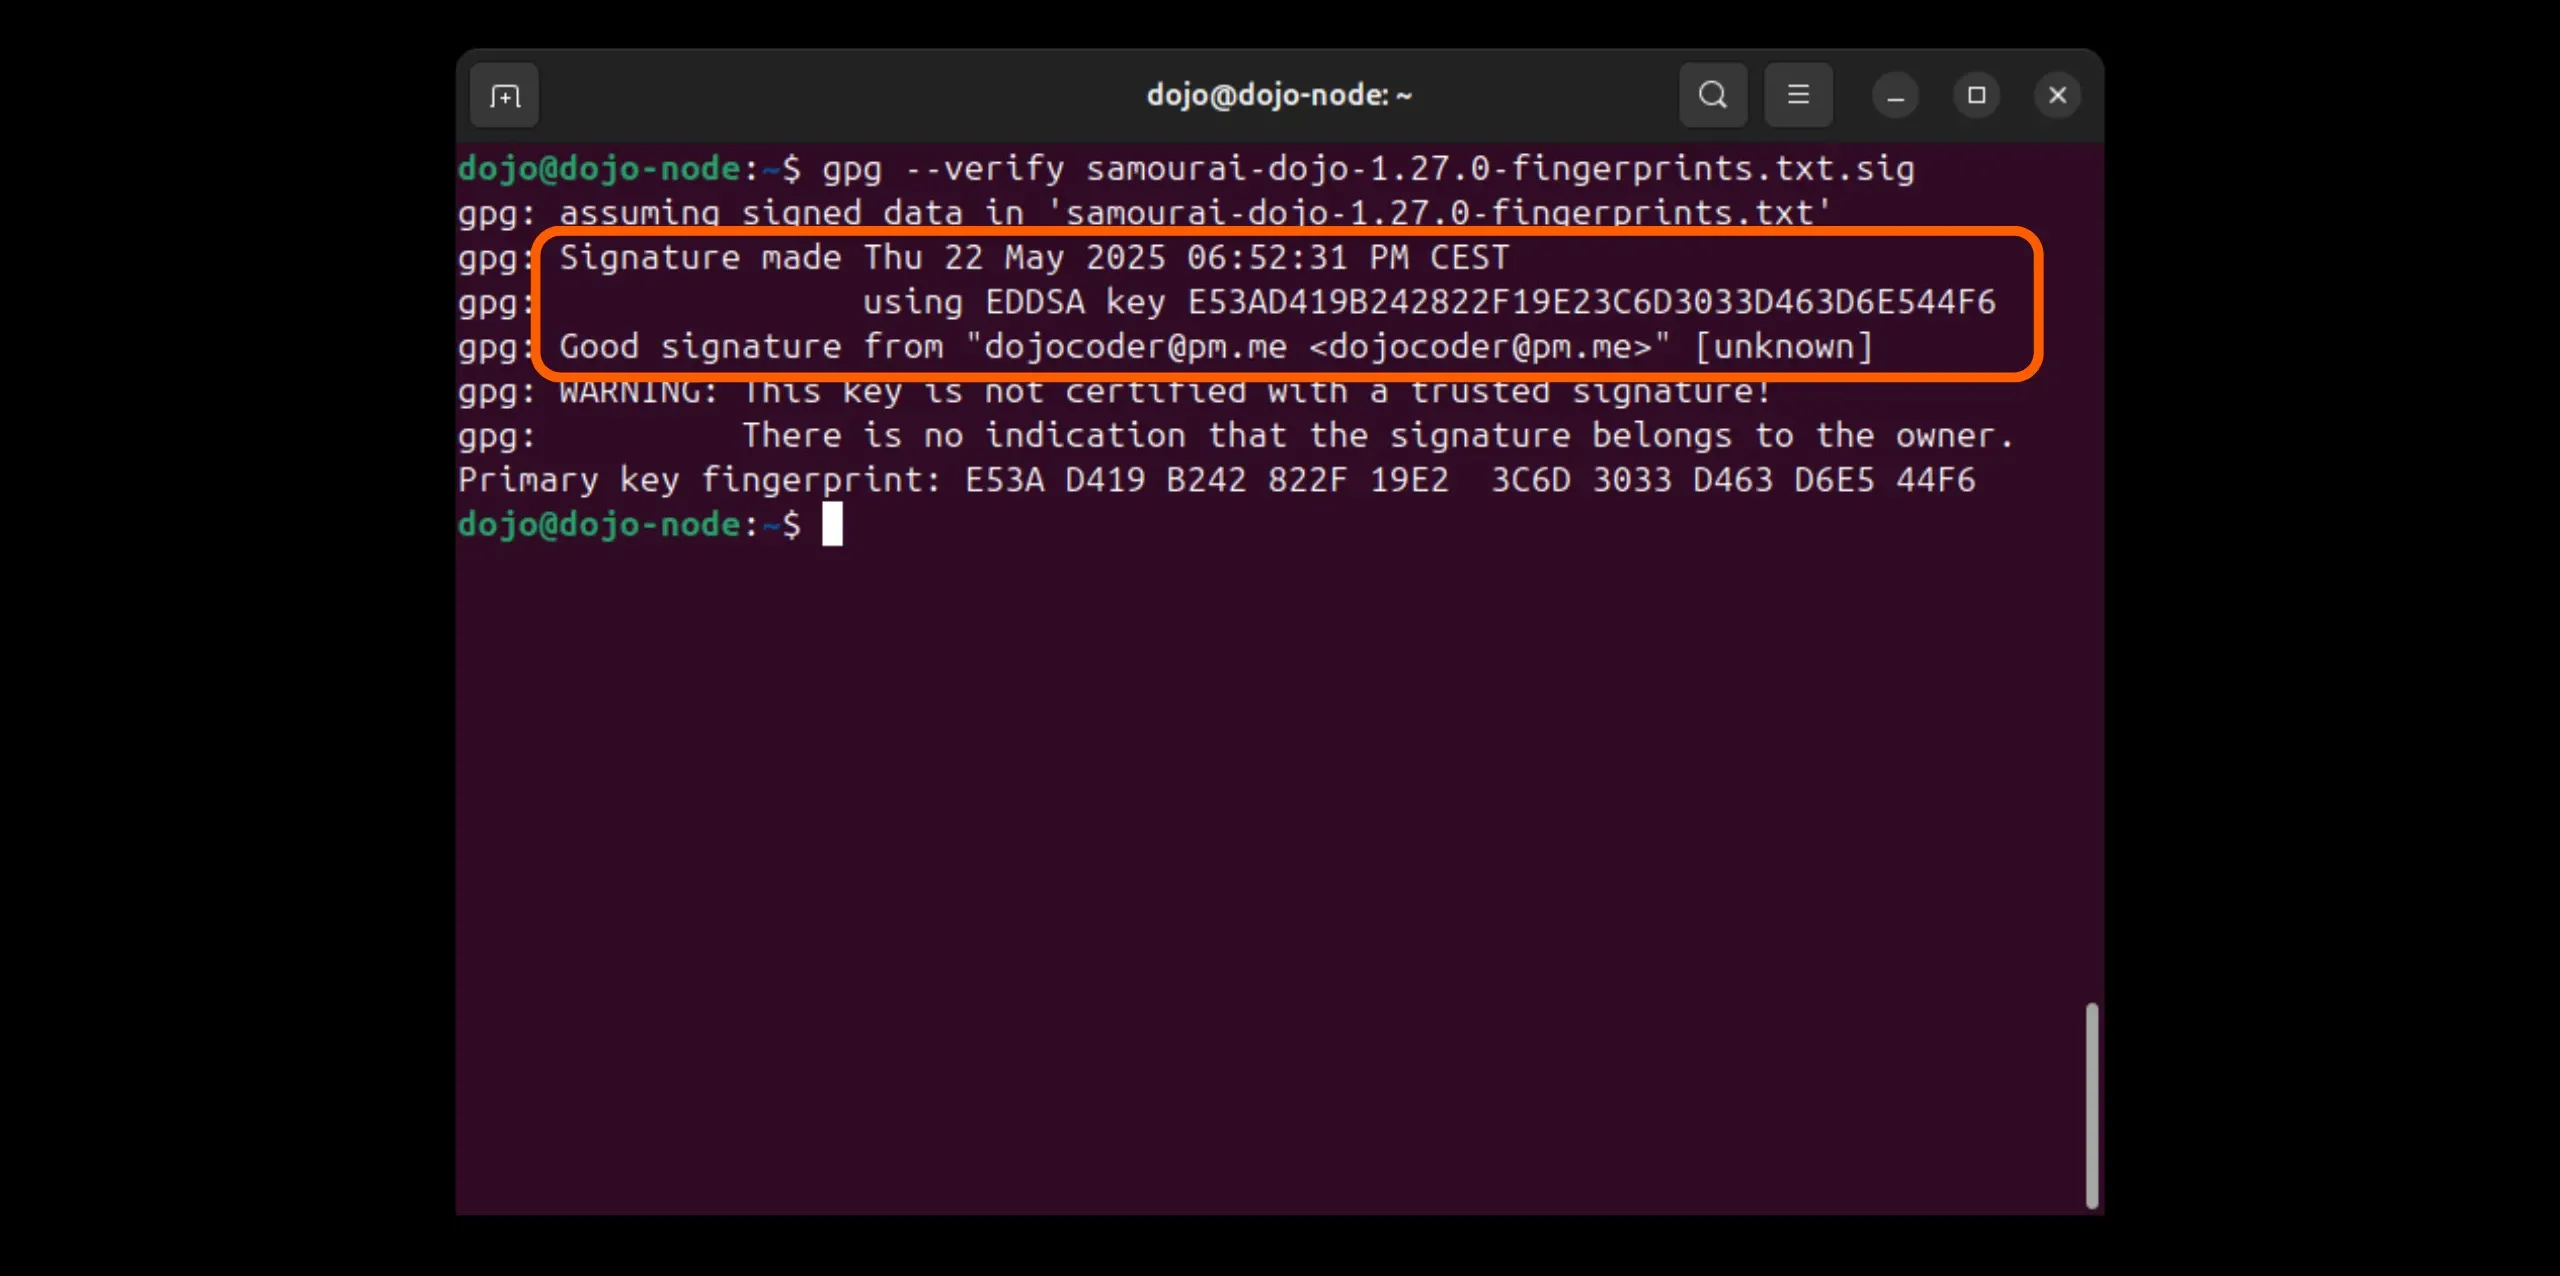 dojo@dojo-node: ~
dojo@dojo-node:~$ gpg --verify samourai-dojo-1.27.0-fingerprints.txt.sig
gpg: assuming signed data in 'samourai-dojo-1.27.0-fingerprints.txt'
gpg: Signature made Thu 22 May 2025 06:52:31 PM CEST
gpg:                using EDDSA key E53AD419B242822F19E23C6D3033D463D6E544F6
gpg: Good signature from "dojocoder@pm.me <dojocoder@pm.me>" [unknown]
gpg: WARNING: This key is not certified with a trusted signature!
gpg:          There is no indication that the signature belongs to the owner.
Primary key fingerprint: E53A D419 B242 822F 19E2  3C6D 3033 D463 D6E5 44F6
dojo@dojo-node:~$